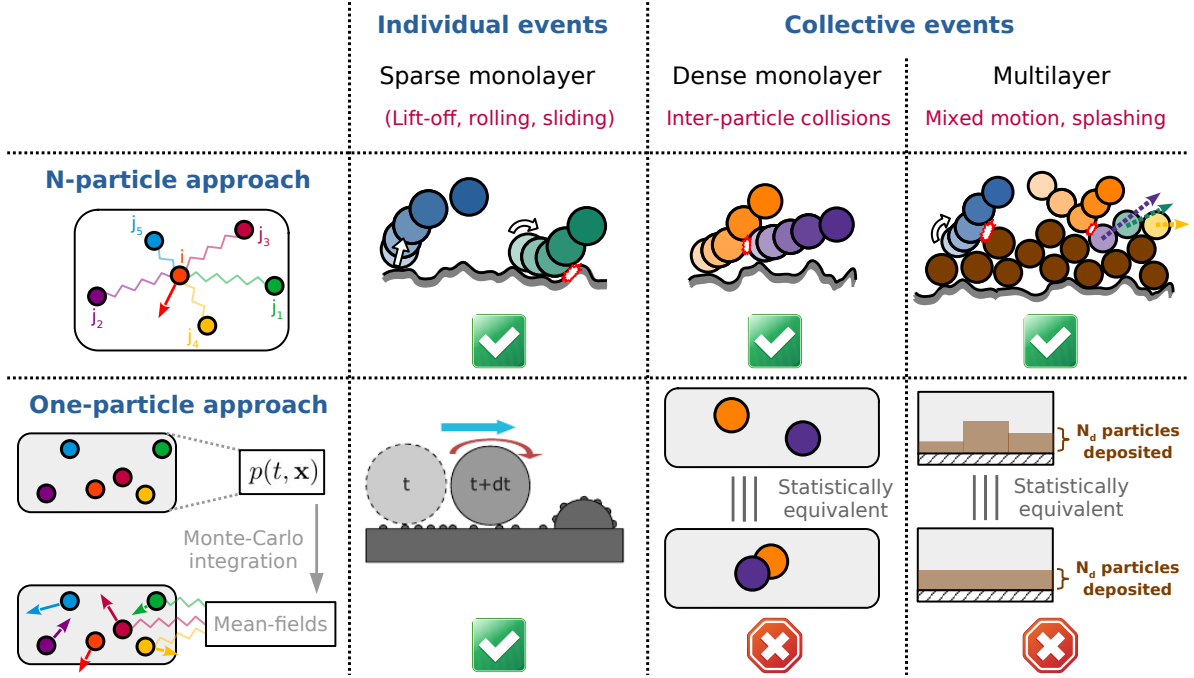 Individual events
Collective events
Sparse monolayer
Dense monolayer
Multilayer
(Lift-off, rolling, sliding)
Inter-particle collisions
Mixed motion, splashing
N-particle approach
j₅
i
j₃
j₂
j₁
j₄
One-particle approach
p(t, x)
Monte-Carlo
integration
Mean-fields
t
t+dt
Statistically
equivalent
N_d particles
deposited
Statistically
equivalent
N_d particles
deposited